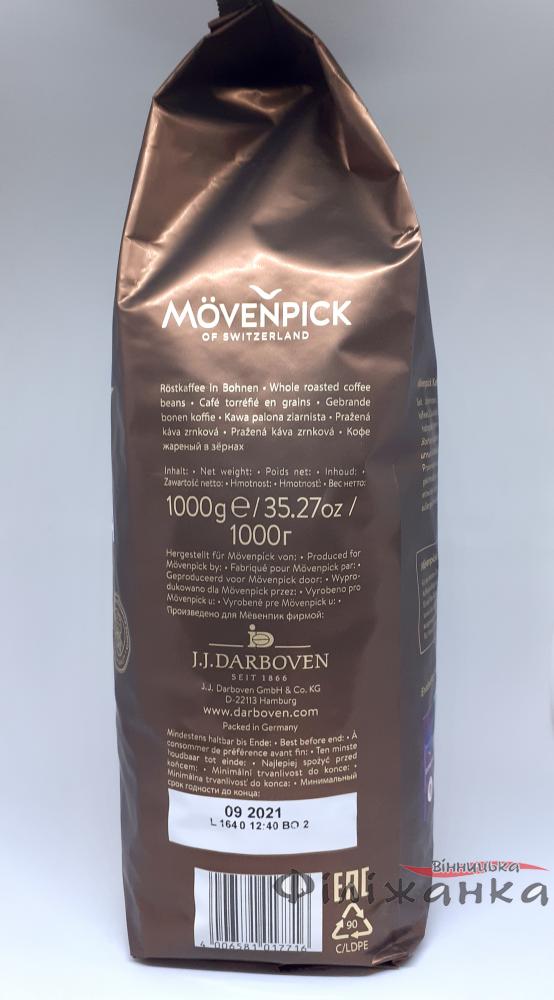 MÖVENPICK
OF SWITZERLAND
Röstkaffee in Bohnen • Whole roasted coffee
beans • Café torréfié en grains • Gebrande
bonen koffie • Kawa palona ziarnista • Pražená
káva zrnková • Pražená káva zrnková • Кофе
жареный в зёрнах
Inhalt: • Net weight: • Poids net: • Inhoud: •
Zawartość netto: • Hmotnost: • Hmotnosť: • Вес нетто:
1000g e / 35.27oz /
1000г
Hergestellt für Mövenpick von: • Produced for
Mövenpick by: • Fabriqué pour Mövenpick par: •
Geproduceerd voor Mövenpick door: • Wypro-
dukowano dla Mövenpick przez: • Vyrobeno pro
Mövenpick u: • Vyrobené pre Mövenpick u: •
Произведено для Мёвенпик фирмой:
J.J.DARBOVEN
SEIT 1866
J.J. Darboven GmbH & Co. KG
D-22113 Hamburg
www.darboven.com
Packed in Germany
Mindestens haltbar bis Ende: • Best before end: • À
consommer de préférence avant fin: • Ten minste
houdbaar tot einde: • Najlepiej spożyć przed
końcem: • Minimální trvanlivost do konce: •
Minimálna trvanlivosť do konca: • Минимальный
срок годности до конца:
09 2021
L 164 0 12:40 BO 2
4 006581 017716
EAC
90
C/LDPE
Вінницька
Філіжанка